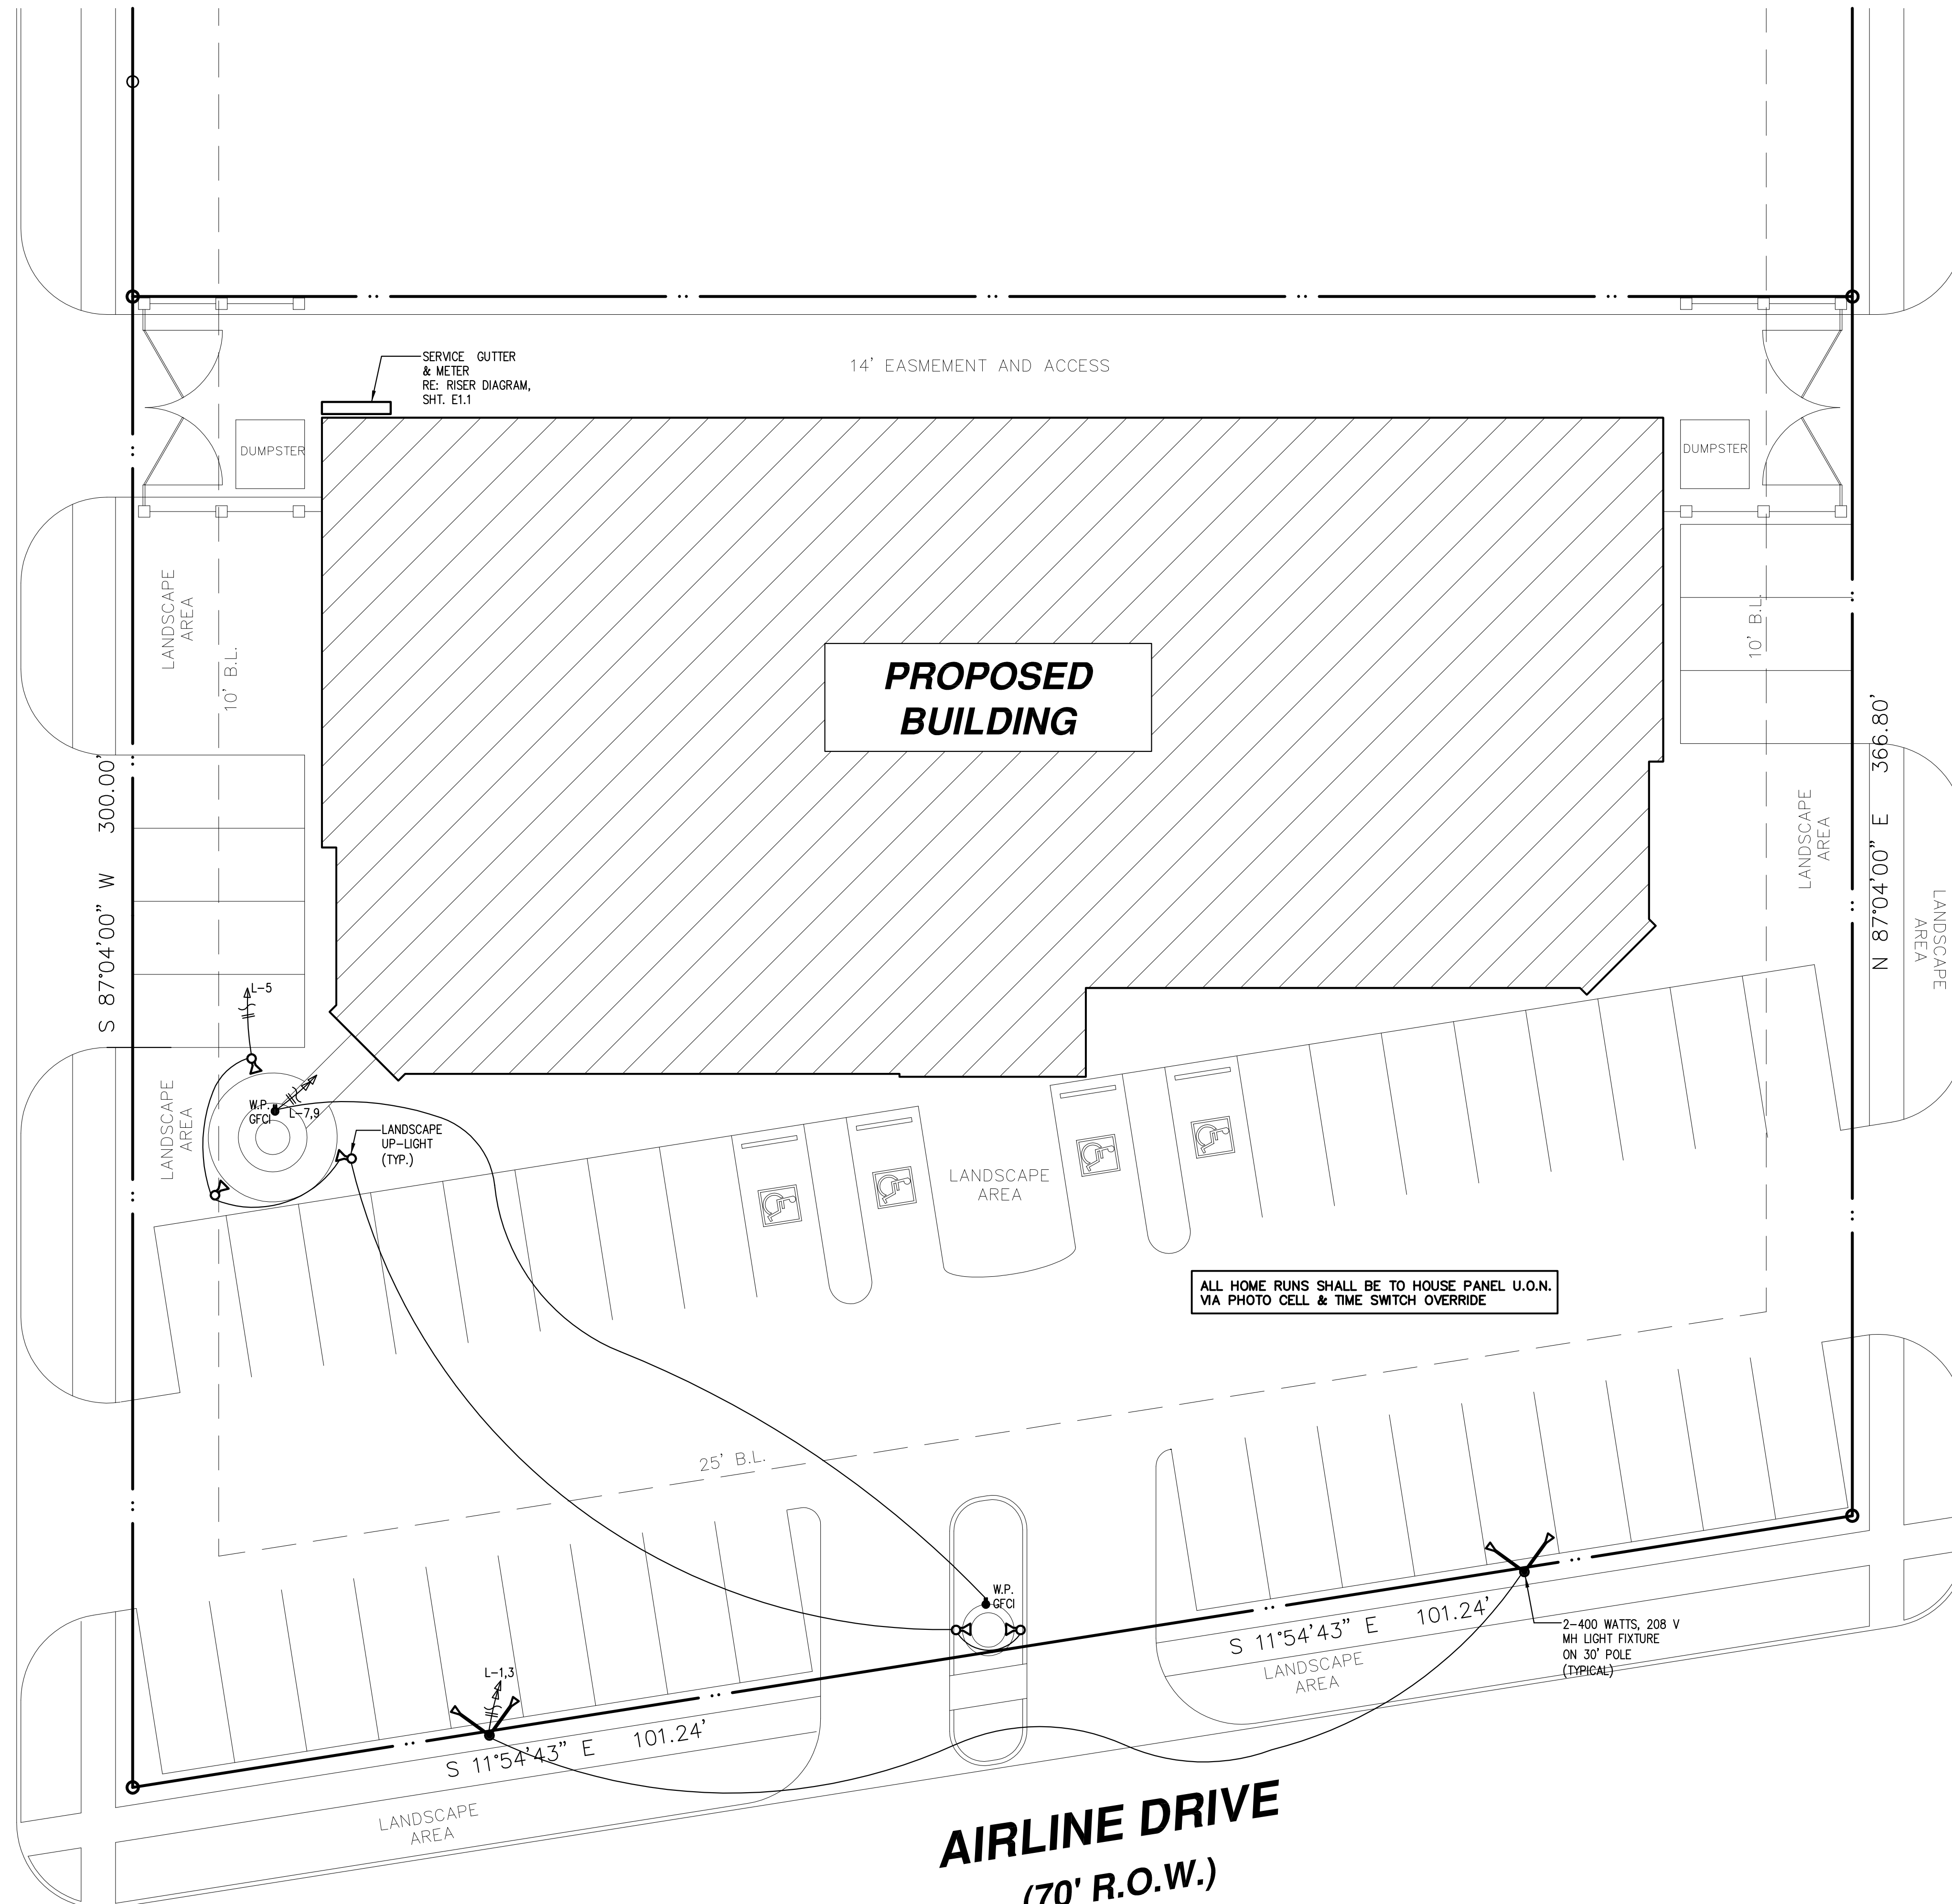 SERVICE GUTTER
& METER
RE: RISER DIAGRAM,
SHT. E1.1
14' EASMEMENT AND ACCESS
DUMPSTER
DUMPSTER
LANDSCAPE
AREA
10' B.L.
10' B.L.
PROPOSED
BUILDING
S 87°04'00" W 300.00'
N 87°04'00" E 366.80'
LANDSCAPE
AREA
LANDSCAPE
AREA
L-5
W.P.
GFCI
L-7,9
LANDSCAPE
AREA
LANDSCAPE
UP-LIGHT
(TYP.)
LANDSCAPE
AREA
ALL HOME RUNS SHALL BE TO HOUSE PANEL U.O.N.
VIA PHOTO CELL & TIME SWITCH OVERRIDE
25' B.L.
W.P.
GFCI
S 11°54'43" E 101.24'
LANDSCAPE
AREA
2-400 WATTS, 208 V
MH LIGHT FIXTURE
ON 30' POLE
(TYPICAL)
L-1,3
S 11°54'43" E 101.24'
LANDSCAPE
AREA
AIRLINE DRIVE
(70' R.O.W.)